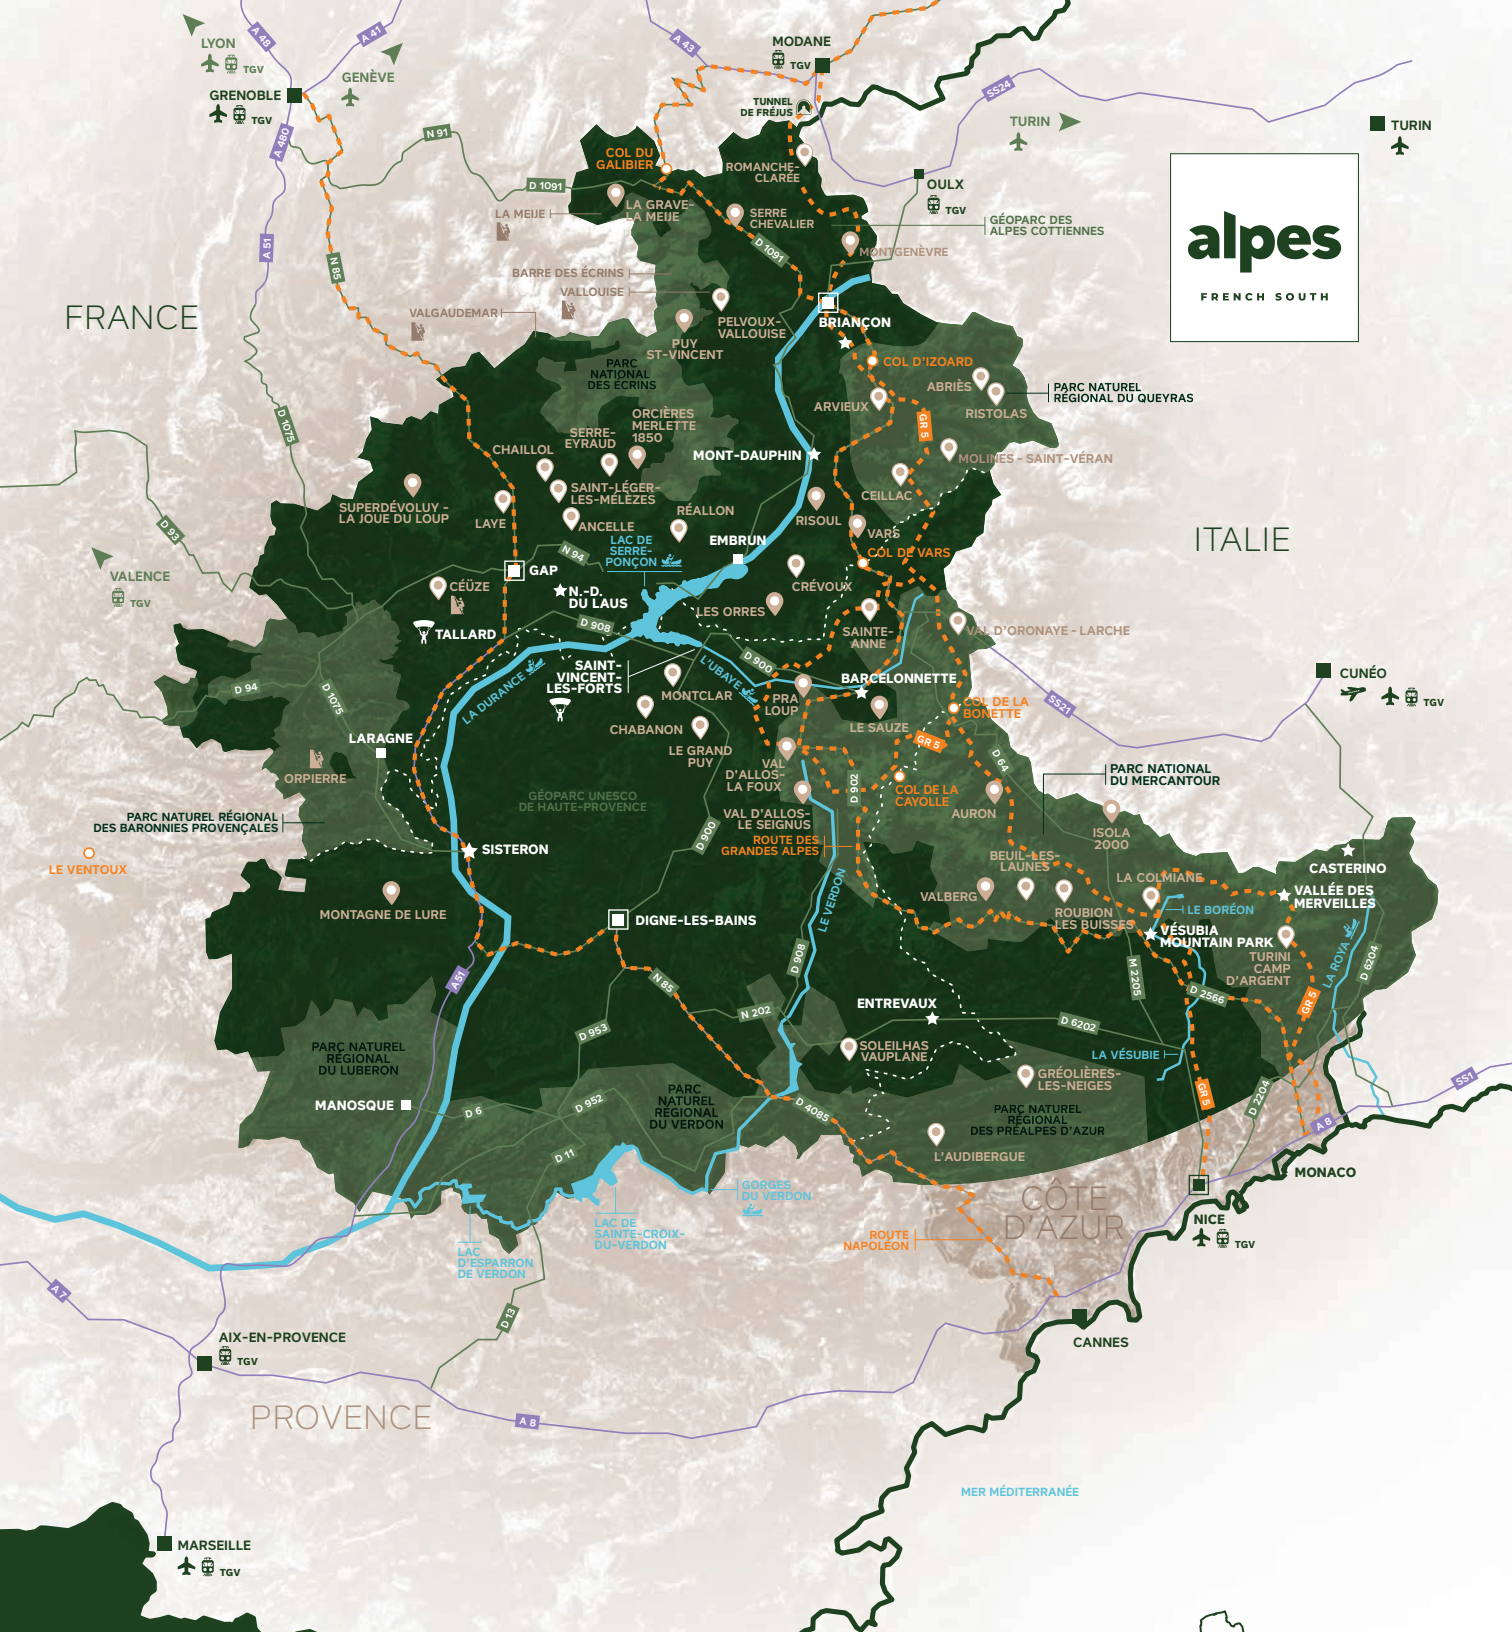 A 48
A 41
A 43
LYON
TGV
GENÈVE
GRENOBLE
TGV
MODANE
TGV
TUNNEL
DE FRÉJUS
SS24
TURIN
TURIN
A 480
N 91
D 1091
COL DU
GALIBIER
ROMANCHE-
CLARÉE
OULX
TGV
alpes
FRENCH SOUTH
LA MEIJE
LA GRAVE-
LA MEIJE
SERRE
CHEVALIER
GÉOPARC DES
ALPES COTTIENNES
D 1091
MONTGENÈVRE
A 51
N 85
BARRE DES ÉCRINS
VALLOUISE
VALGAUDEMAR
FRANCE
PELVOUX-
VALLOUISE
BRIANÇON
PUY
ST-VINCENT
PARC
NATIONAL
DES ÉCRINS
COL D'IZOARD
ABRIÈS
RISTOLAS
PARC NATUREL
RÉGIONAL DU QUEYRAS
ARVIEUX
GR 5
D 1075
ORCIÈRES
MERLETTE
1850
SERRE-
EYRAUD
CHAILLOL
MONT-DAUPHIN
MOLINES - SAINT-VÉRAN
CEILLAC
SAINT-LÉGER-
LES-MÉLÈZES
SUPERDÉVOLUY -
LA JOUE DU LOUP
LAYE
ANCELLE
RÉALLON
RISOUL
VARS
D 93
N 94
LAC DE
SERRE-
PONÇON
EMBRUN
COL DE VARS
ITALIE
VALENCE
TGV
GAP
CÉÜZE
N.-D.
DU LAUS
CRÉVOUX
LES ORRES
TALLARD
D 908
SAINTE-
ANNE
VAL D'ORONAYE - LARCHE
SAINT-
VINCENT-
LES-FORTS
L'UBAYE
D 900
LA DURANCE
MONTCLAR
BARCELONNETTE
PRA
LOUP
CUNÉO
TGV
D 94
D 1075
CHABANON
LE SAUZE
COL DE LA
BONETTE
SS21
LARAGNE
LE GRAND
PUY
GR 5
D 64
ORPIERRE
VAL
D'ALLOS-
LA FOUX
D 902
COL DE LA
CAYOLLE
PARC NATIONAL
DU MERCANTOUR
GÉOPARC UNESCO
DE HAUTE-PROVENCE
AURON
PARC NATUREL RÉGIONAL
DES BARONNIES PROVENÇALES
VAL D'ALLOS-
LE SEIGNUS
ISOLA
2000
D 900
ROUTE DES
GRANDES ALPES
SISTERON
LE VENTOUX
BEUIL-LES-
LAUNES
CASTERINO
LA COLMIANE
VALBERG
VALLÉE DES
MERVEILLES
LE VERDON
MONTAGNE DE LURE
ROUBION
LES BUISSES
LE BORÉON
DIGNE-LES-BAINS
VÉSUBIA
MOUNTAIN PARK
TURINI
CAMP
D'ARGENT
LA ROYA
D 6204
D 908
A 51
N 85
M 2205
D 2566
GR 5
ENTREVAUX
N 202
D 6202
D 953
SOLEILHAS
VAUPLANE
LA VÉSUBIE
PARC NATUREL
RÉGIONAL
DU LUBERON
GRÉOLIÈRES-
LES-NEIGES
SS1
MANOSQUE
D 6
D 952
PARC
NATUREL
RÉGIONAL
DU VERDON
D 4085
PARC NATUREL
RÉGIONAL
DES PRÉALPES D'AZUR
GR 5
D 2204
A 8
L'AUDIBERGUE
D 11
MONACO
GORGES
DU VERDON
CÔTE
D'AZUR
LAC DE
SAINTE-CROIX-
DU-VERDON
ROUTE
NAPOLÉON
NICE
TGV
LAC
D'ESPARRON
DE VERDON
A 7
D 13
AIX-EN-PROVENCE
TGV
CANNES
PROVENCE
A 8
MER MÉDITERRANÉE
MARSEILLE
TGV